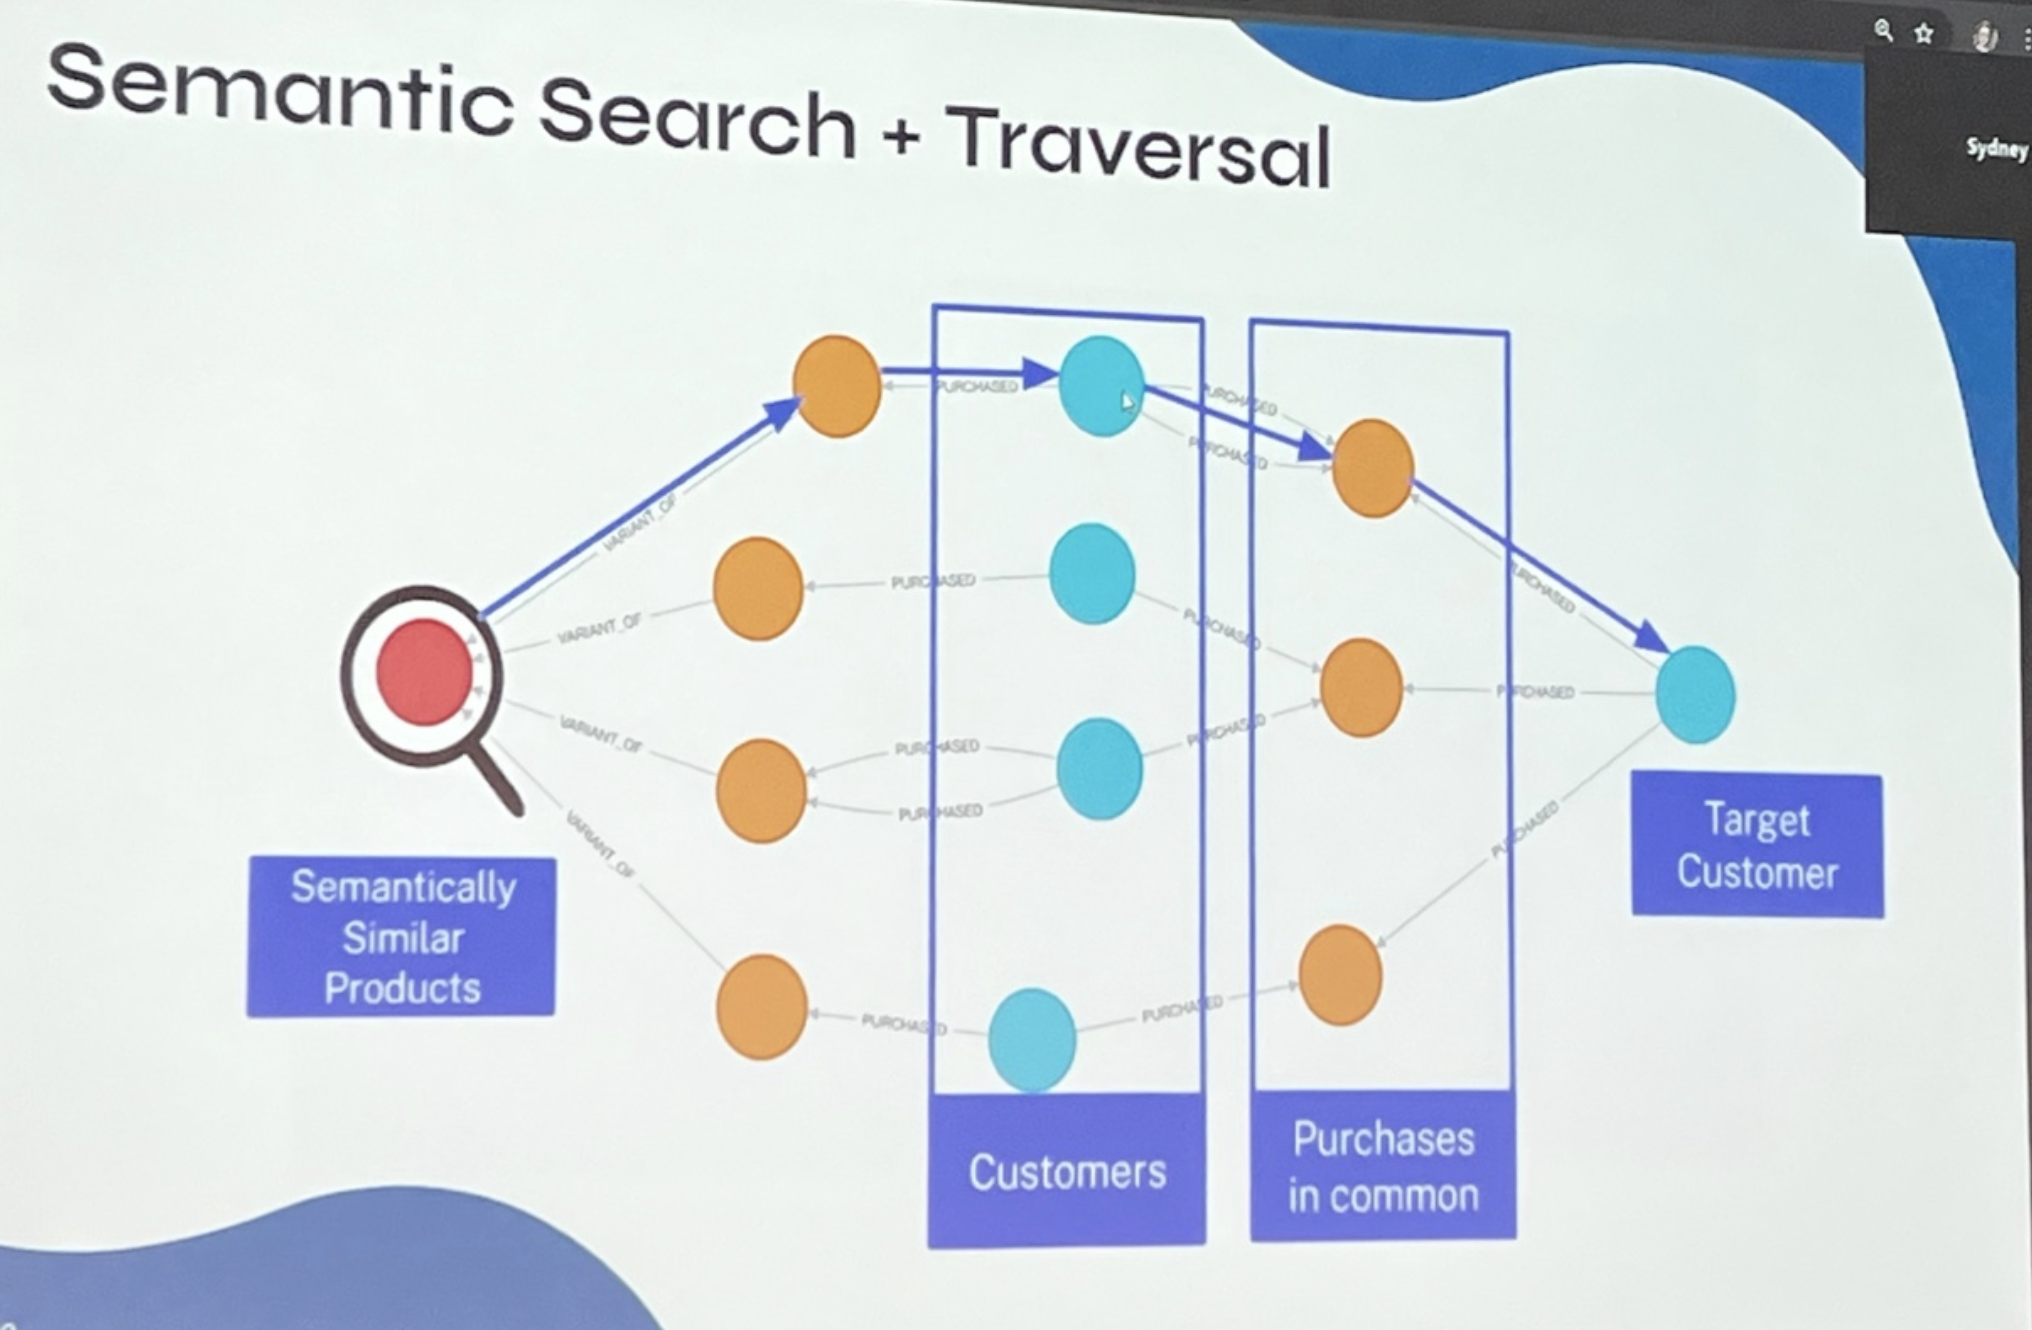 Semantic Search + Traversal
Sydney
PURCHASED
PURCHASED
PURCHASED
VARIANT_OF
PURCHASED
PURCHASED
VARIANT_OF
PURCHASED
PURCHASED
VARIANT_OF
PURCHASED
PURCHASED
PURCHASED
VARIANT_OF
PURCHASED
PURCHASED
PURCHASED
Semantically
Similar
Products
Target
Customer
Customers
Purchases
in common